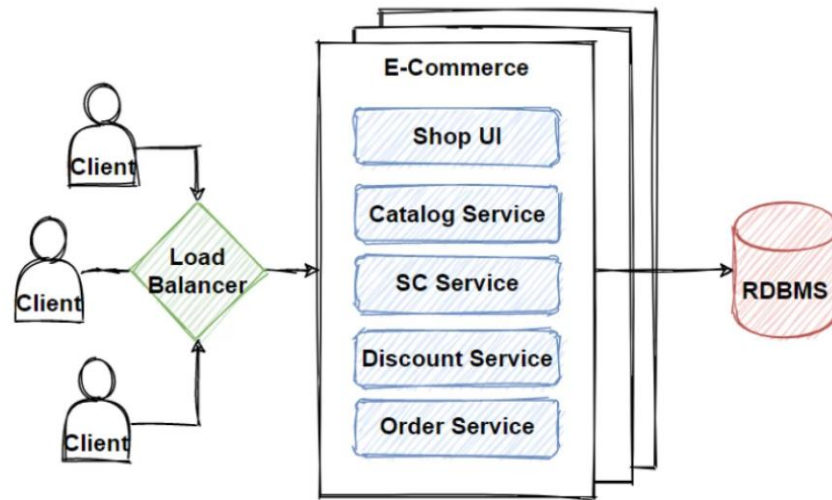 E-Commerce
Shop UI
Client
Catalog Service
Load
Balancer
SC Service
RDBMS
Client
Discount Service
Order Service
Client